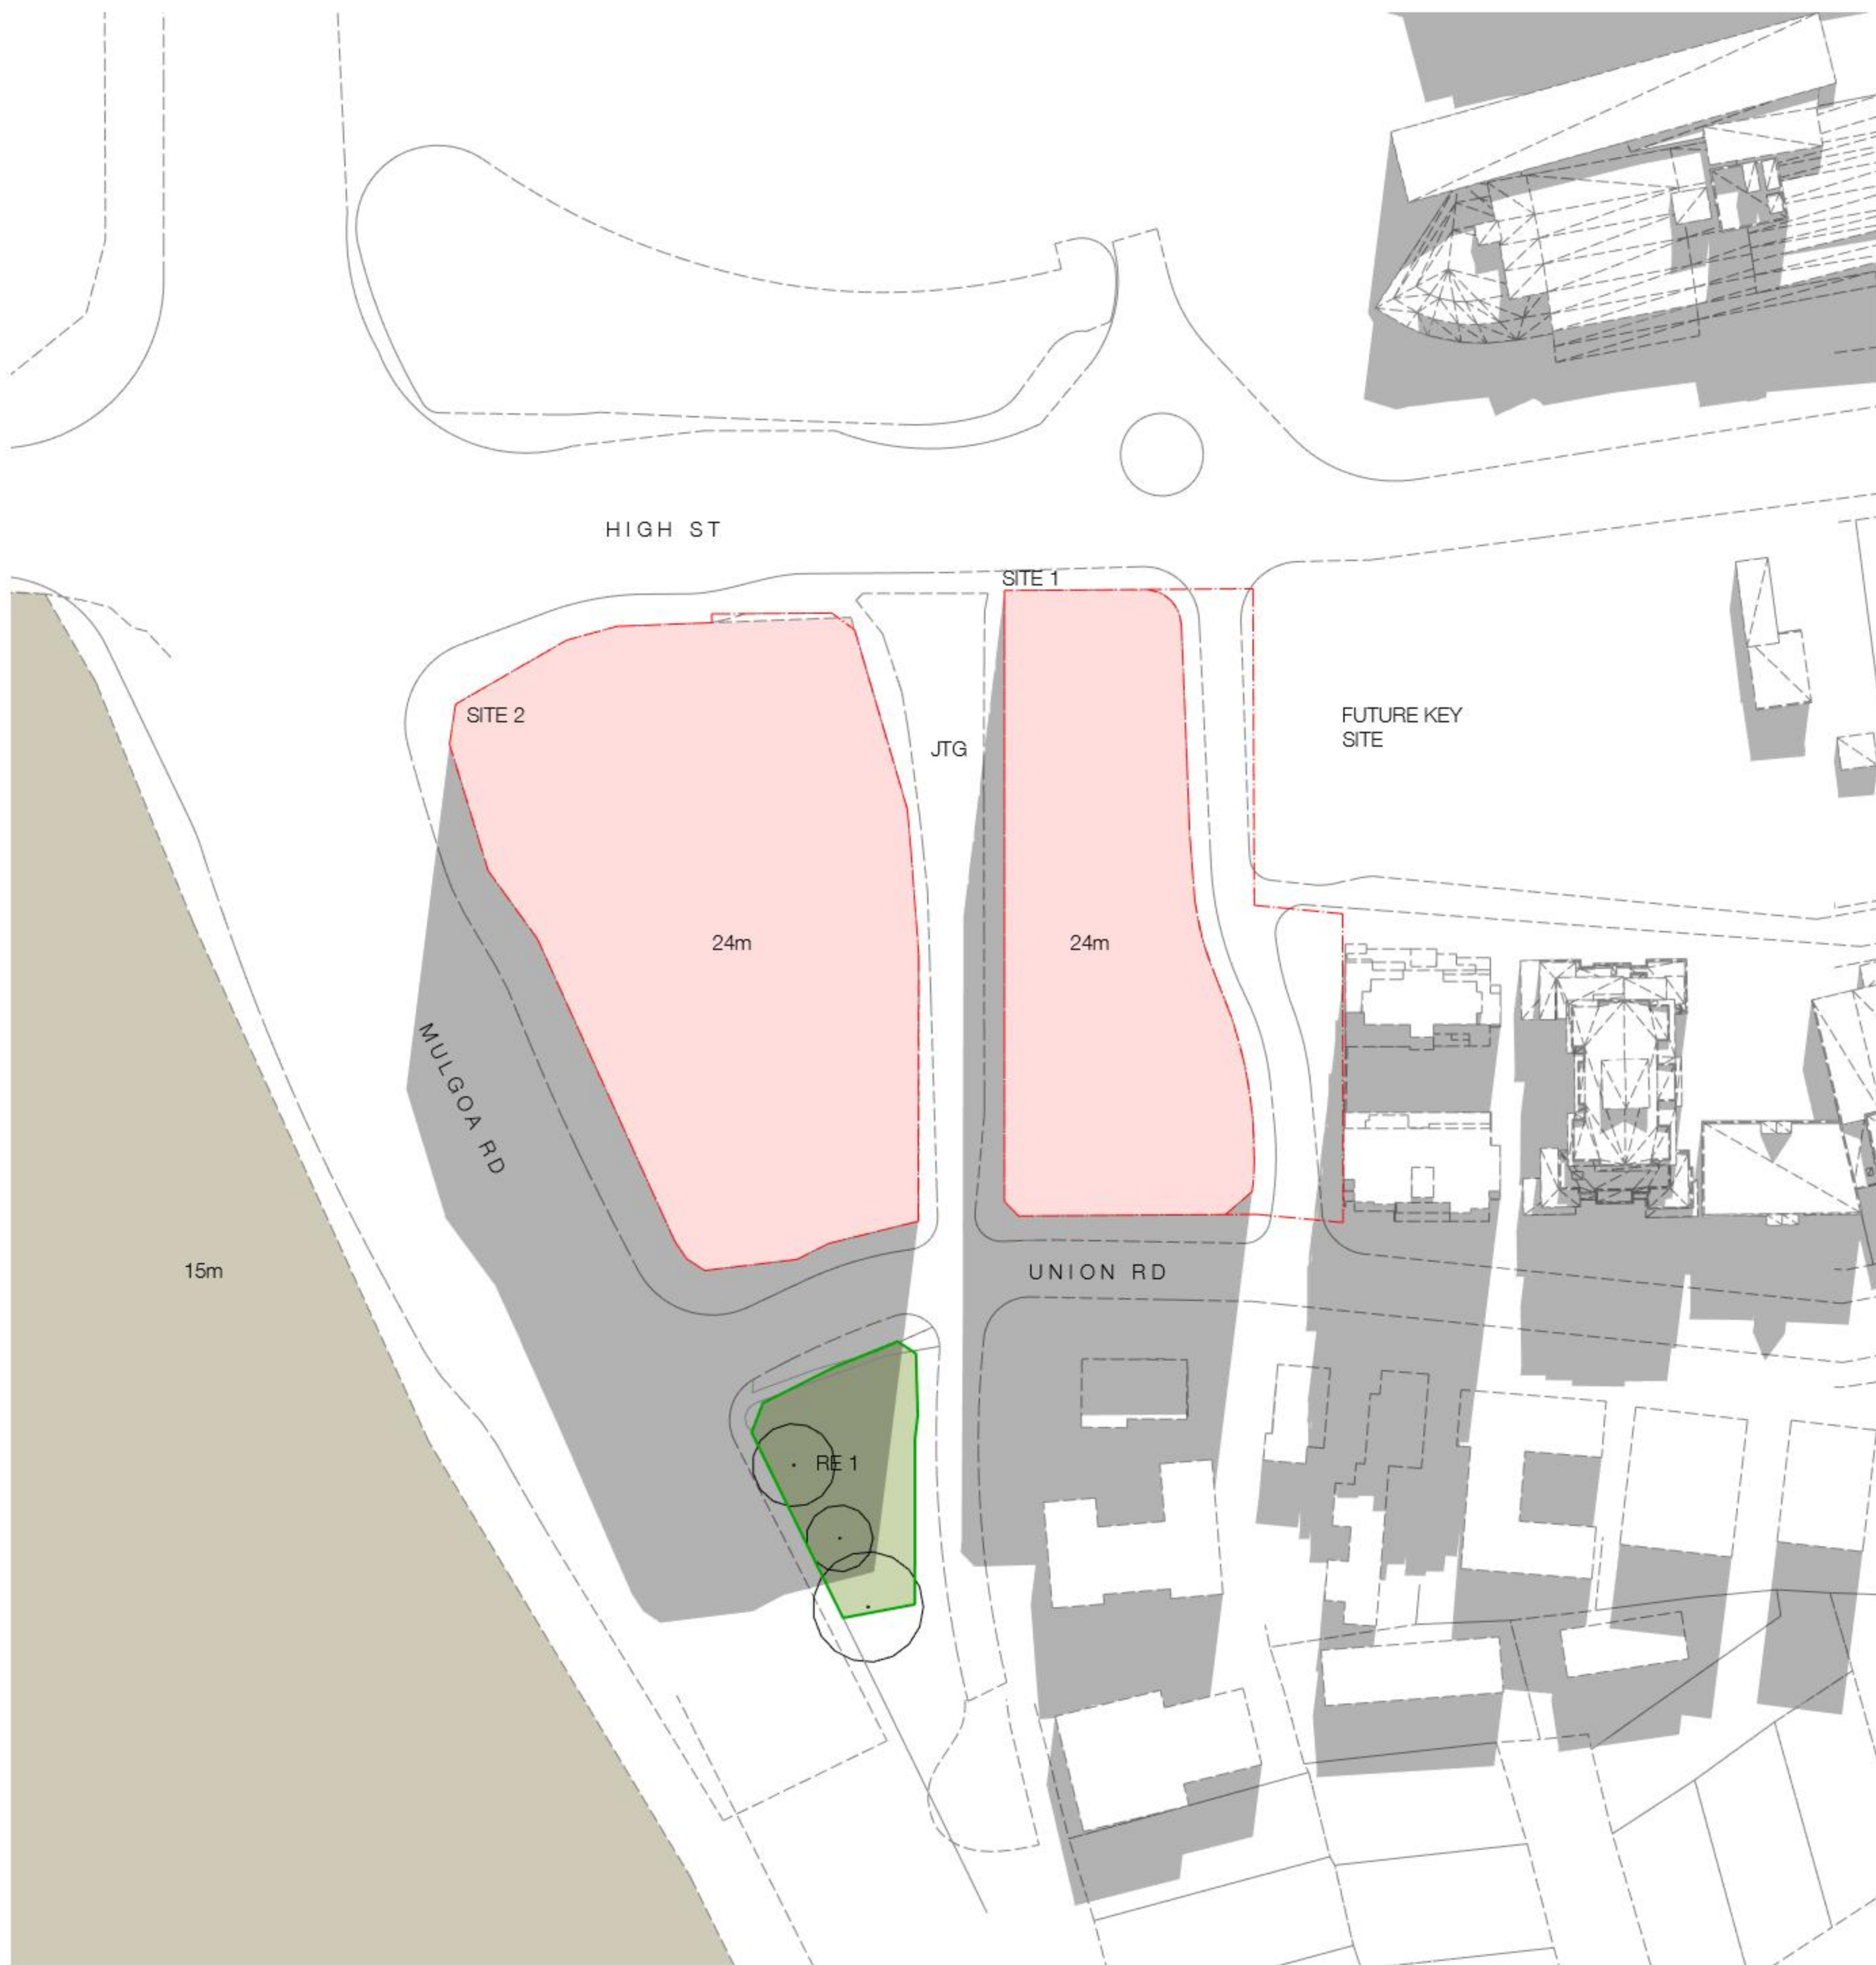 HIGH ST
SITE 1
SITE 2
FUTURE KEY
SITE
JTG
24m
24m
MULGOA RD
15m
UNION RD
RE 1